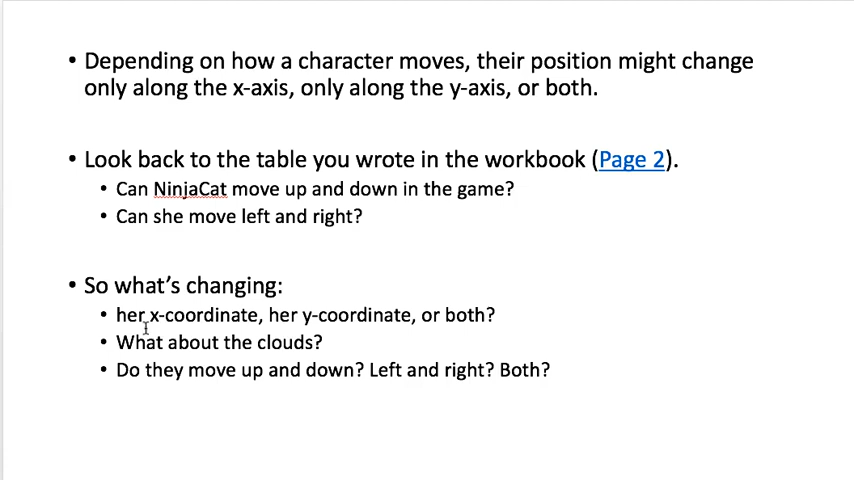 • Depending on how a character moves, their position might change
only along the x-axis, only along the y-axis, or both.
• Look back to the table you wrote in the workbook (Page 2).
• Can NinjaCat move up and down in the game?
• Can she move left and right?
• So what’s changing:
• her x-coordinate, her y-coordinate, or both?
• What about the clouds?
• Do they move up and down? Left and right? Both?